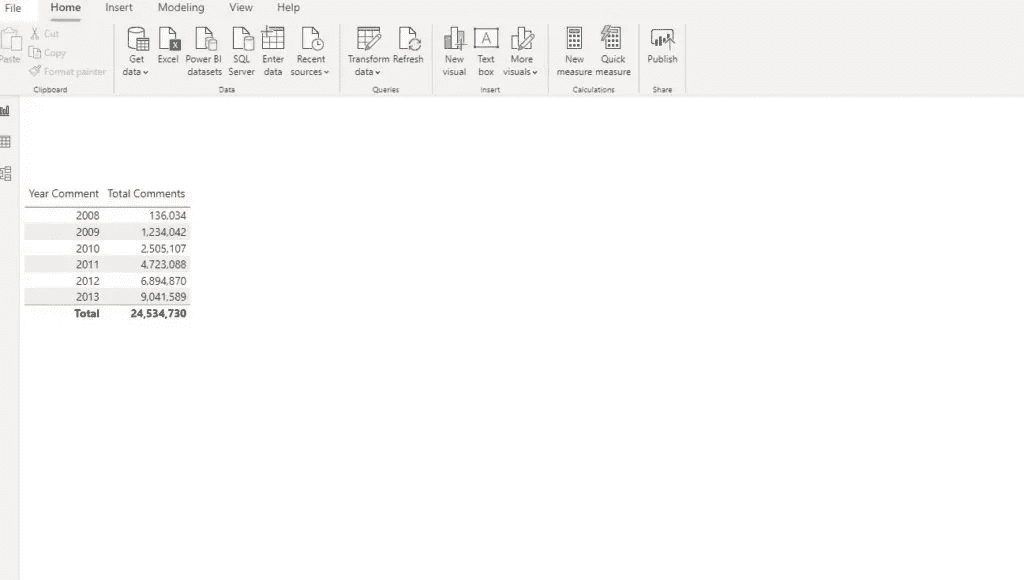 File Home Insert Modeling View Help
Paste Cut Copy Format painter
Get data Excel Power BI datasets SQL Server Enter data Recent sources Transform data Refresh New visual Text box More visuals New measure Quick measure Publish
Clipboard Data Queries Insert Calculations Share
Year Comment Total Comments
2008 136,034
2009 1,234,042
2010 2,505,107
2011 4,723,088
2012 6,894,870
2013 9,041,589
Total 24,534,730